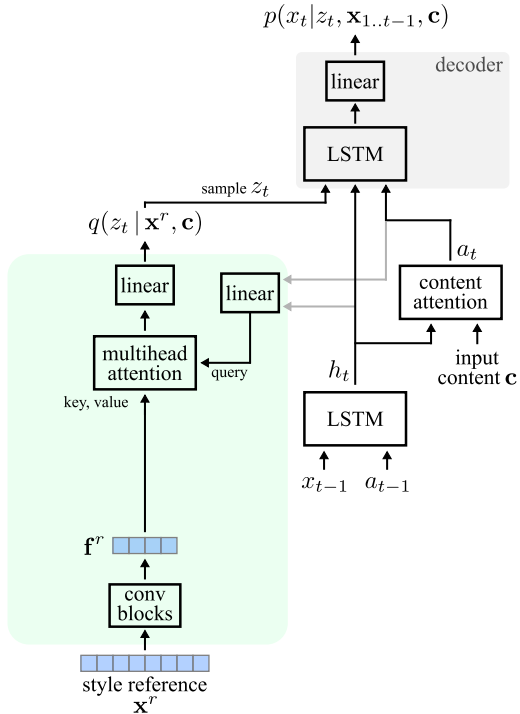 p(x_t|z_t, x_{1..t−1}, c)
decoder
linear
LSTM
sample z_t
q(z_t | x^r, c)
a_t
linear
linear
content
attention
multihead
attention
query
key, value
h_t
input
content c
LSTM
x_{t−1}
a_{t−1}
f^r
conv
blocks
style reference
x^r